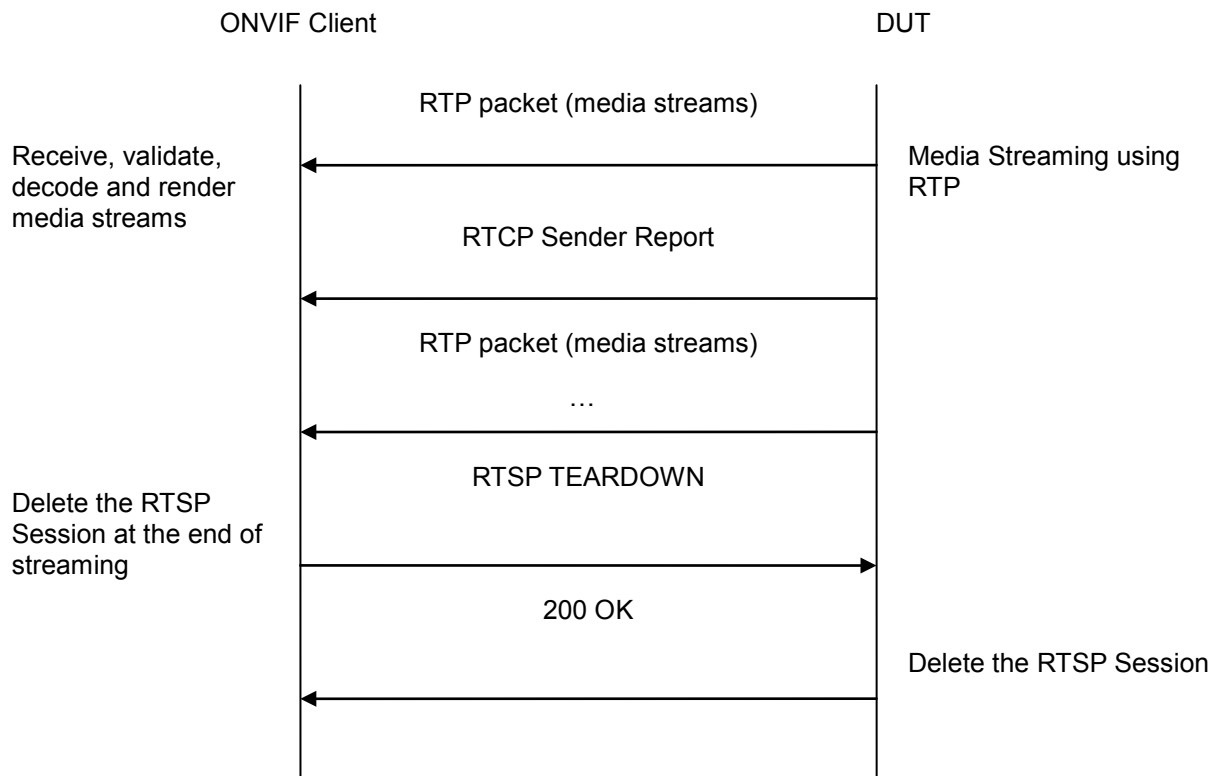 ONVIF Client
DUT
RTP packet (media streams)
Receive, validate,
decode and render
media streams
Media Streaming using
RTP
RTCP Sender Report
RTP packet (media streams)
…
RTSP TEARDOWN
Delete the RTSP
Session at the end of
streaming
200 OK
Delete the RTSP Session